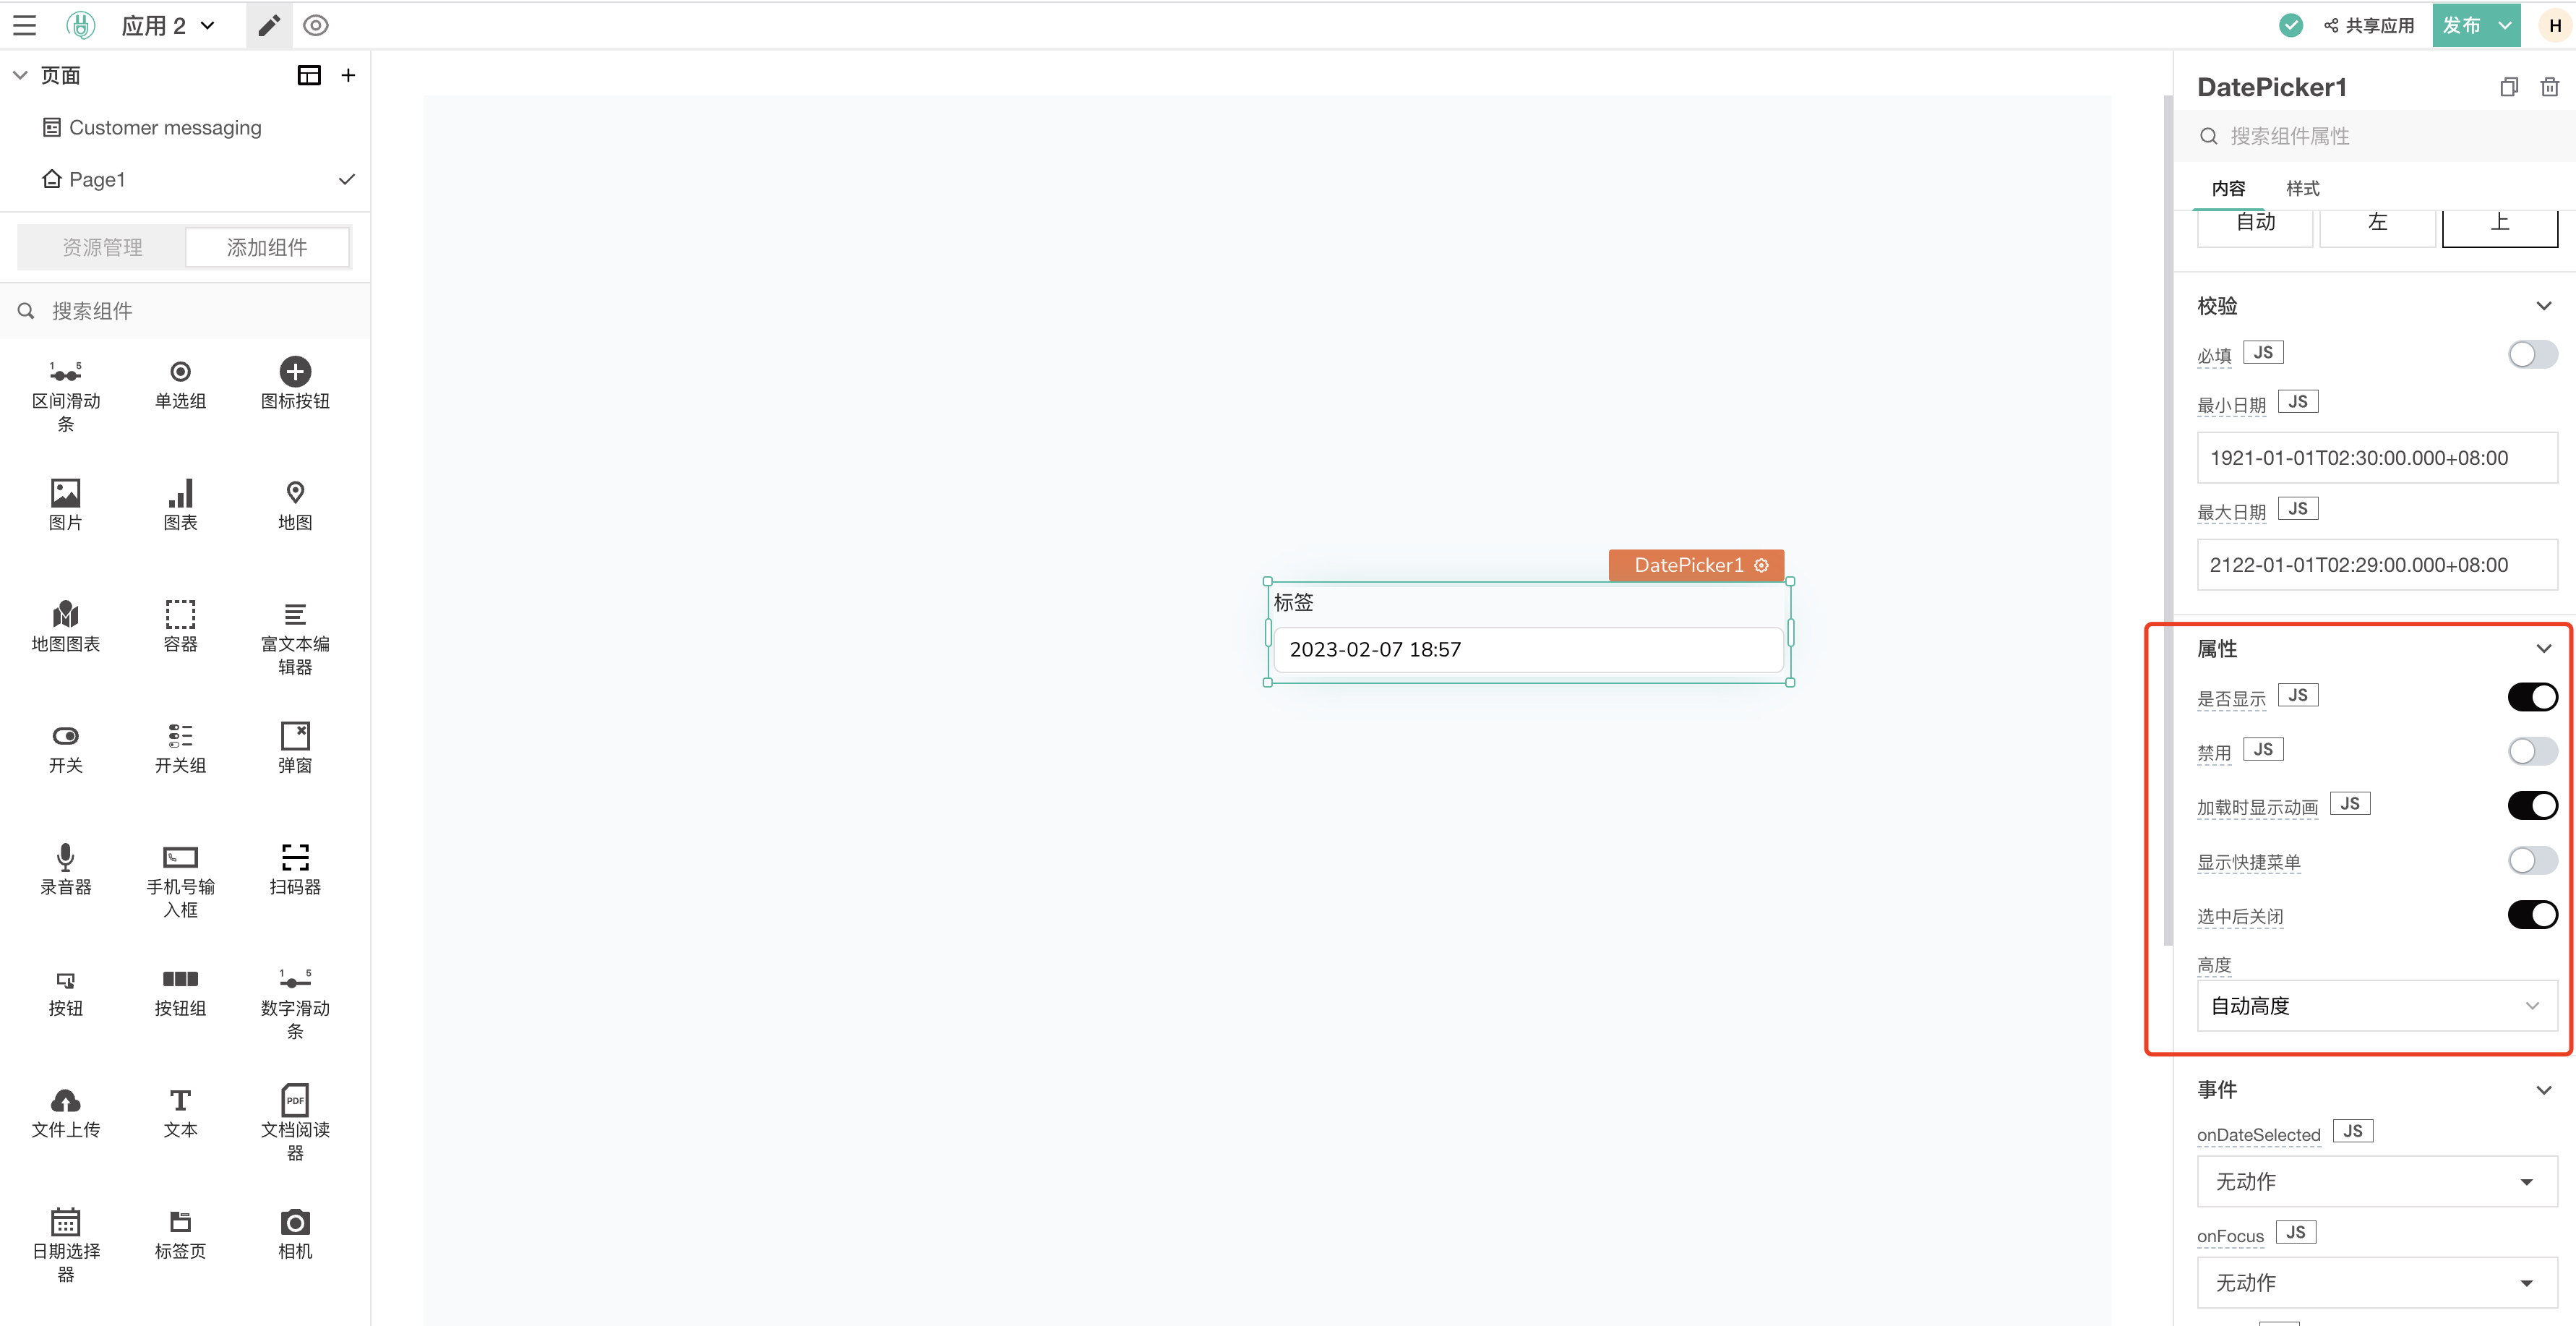 应用 2
共享应用
发布
H
页面
Customer messaging
Page1
资源管理
添加组件
搜索组件
1 5
区间滑动
条
单选组
图标按钮
图片
图表
地图
地图图表
容器
富文本编
辑器
开关
开关组
弹窗
录音器
手机号输
入框
扫码器
按钮
按钮组
1 5
数字滑动
条
文件上传
T
文本
PDF
文档阅读
器
日期选择
器
标签页
相机
DatePicker1
标签
2023-02-07 18:57
DatePicker1
搜索组件属性
内容
样式
自动
左
上
校验
必填
JS
最小日期
JS
1921-01-01T02:30:00.000+08:00
最大日期
JS
2122-01-01T02:29:00.000+08:00
属性
是否显示
JS
禁用
JS
加载时显示动画
JS
显示快捷菜单
选中后关闭
高度
自动高度
事件
onDateSelected
JS
无动作
onFocus
JS
无动作